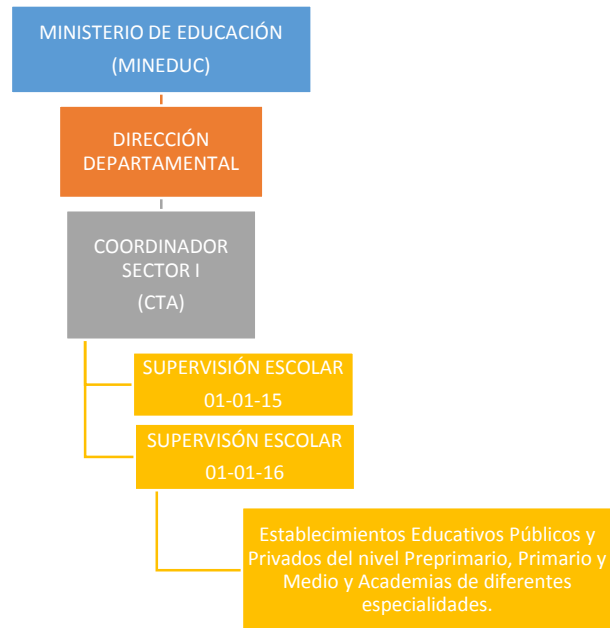 MINISTERIO DE EDUCACIÓN
(MINEDUC)
DIRECCIÓN
DEPARTAMENTAL
COORDINADOR
SECTOR I
(CTA)
SUPERVISIÓN ESCOLAR
01-01-15
SUPERVISÓN ESCOLAR
01-01-16
Establecimientos Educativos Públicos y
Privados del nivel Preprimario, Primario y
Medio y Academias de diferentes
especialidades.